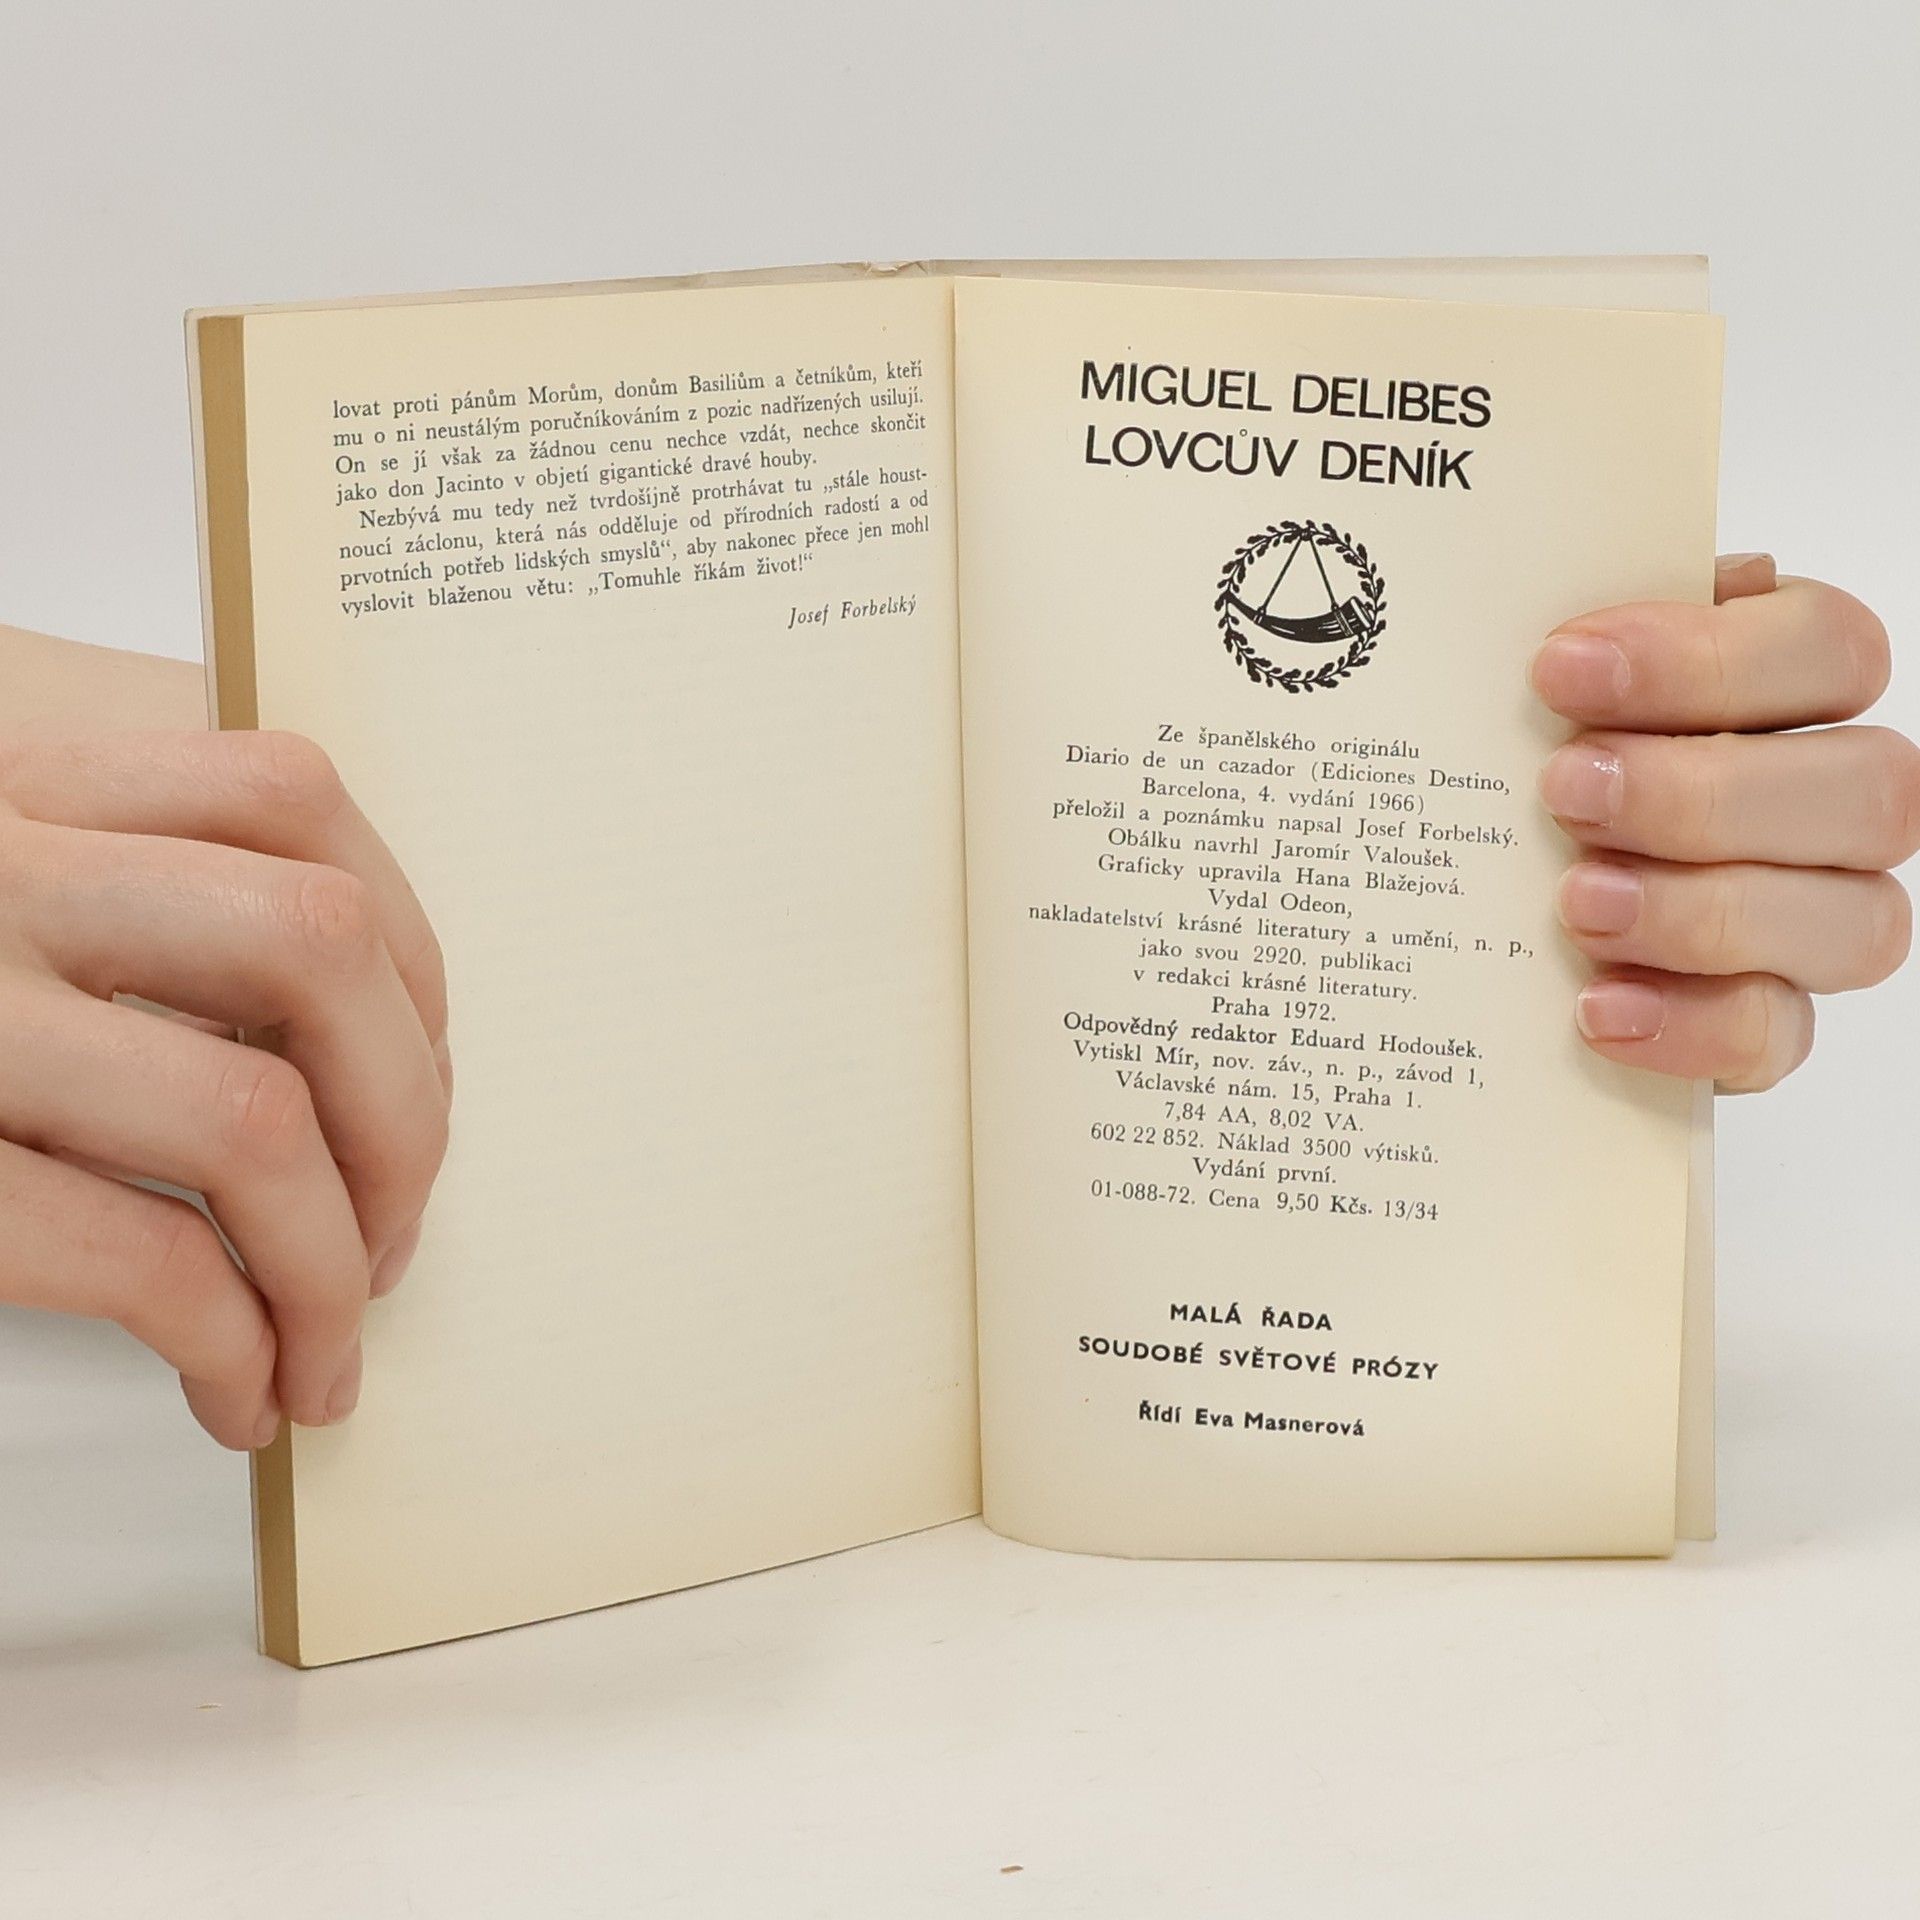 lovat proti pánům Morům, donům Basiliům a četníkům, kteří
mu o ni neustálým poručníkováním z pozic nadřízených usilují.
On se jí však za žádnou cenu nechce vzdát, nechce skončit
jako don Jacinto v objetí gigantické dravé houby.
Nezbývá mu tedy než tvrdošíjně protrhávat tu „stále houst-
noucí záclonu, která nás odděluje od přírodních radostí a od
prvotních potřeb lidských smyslů“, aby nakonec přece jen mohl
vyslovit blaženou větu: „Tomuhle říkám život!“
Josef Forbelský
MIGUEL DELIBES
LOVCŮV DENÍK
Ze španělského originálu
Diario de un cazador (Ediciones Destino,
Barcelona, 4. vydání 1966)
přeložil a poznámku napsal Josef Forbelský.
Obálku navrhl Jaromír Valoušek.
Graficky upravila Hana Blažejová.
Vydal Odeon,
nakladatelství krásné literatury a umění, n. p.,
jako svou 2920. publikaci
v redakci krásné literatury.
Praha 1972.
Odpovědný redaktor Eduard Hodoušek.
Vytiskl Mír, nov. záv., n. p., závod 1,
Václavské nám. 15, Praha 1.
7,84 AA, 8,02 VA.
602 22 852. Náklad 3500 výtisků.
Vydání první.
01-088-72. Cena 9,50 Kčs. 13/34
MALÁ ŘADA
SOUDOBÉ SVĚTOVÉ PRÓZY
Řídí Eva Masnerová